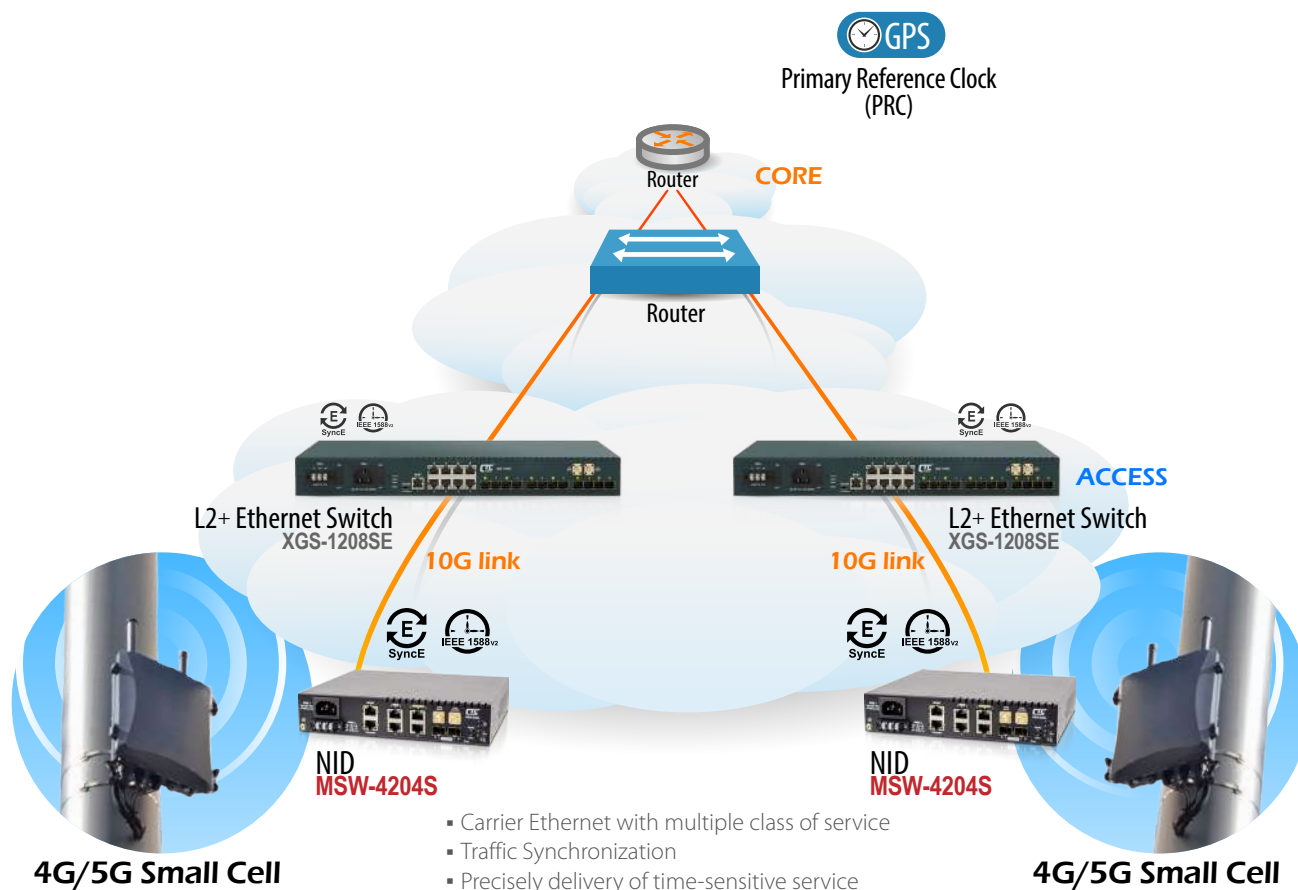 GPS
Primary Reference Clock
(PRC)
Router
CORE
Router
E
SyncE
IEEE 1588v2
E
SyncE
IEEE 1588v2
ACCESS
L2+ Ethernet Switch
XGS-1208SE
L2+ Ethernet Switch
XGS-1208SE
10G link
10G link
E
SyncE
IEEE 1588v2
E
SyncE
IEEE 1588v2
NID
MSW-4204S
NID
MSW-4204S
▪ Carrier Ethernet with multiple class of service
▪ Traffic Synchronization
▪ Precisely delivery of time-sensitive service
4G/5G Small Cell
4G/5G Small Cell